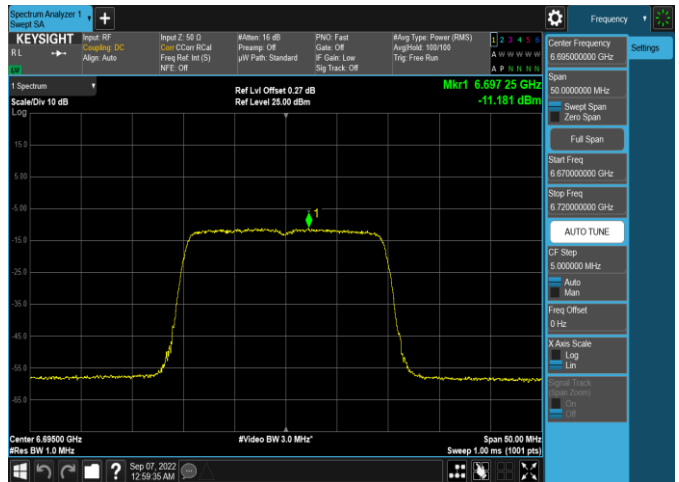 Spectrum Analyzer 1
Swept SA
+
Frequency
KEYSIGHT
RL
LV
Input: RF
Coupling: DC
Align: Auto
Input Z: 50 Ω
Corr CCorr RCal
Freq Ref: Int (S)
NFE: Off
#Atten: 16 dB
Preamp: Off
µW Path: Standard
PNO: Fast
Gate: Off
IF Gain: Low
Sig Track: Off
#Avg Type: Power (RMS)
Avg|Hold: 100/100
Trig: Free Run
1 2 3 4 5 6
A W W W W W
A P N N N N
1 Spectrum
Scale/Div 10 dB
Log
Ref Lvl Offset 0.27 dB
Ref Level 25.00 dBm
Mkr1 6.697 25 GHz
-11.181 dBm
15.0
5.00
-5.00
-15.0
-25.0
-35.0
-45.0
-55.0
-65.0
1
Center 6.69500 GHz
#Res BW 1.0 MHz
#Video BW 3.0 MHz*
Span 50.00 MHz
Sweep 1.00 ms (1001 pts)
Sep 07, 2022
12:59:35 AM
?
Center Frequency
6.695000000 GHz
Settings
Span
50.0000000 MHz
Swept Span
Zero Span
Full Span
Start Freq
6.670000000 GHz
Stop Freq
6.720000000 GHz
AUTO TUNE
CF Step
5.000000 MHz
Auto
Man
Freq Offset
0 Hz
X Axis Scale
Log
Lin
Signal Track
(Span Zoom)
On
Off